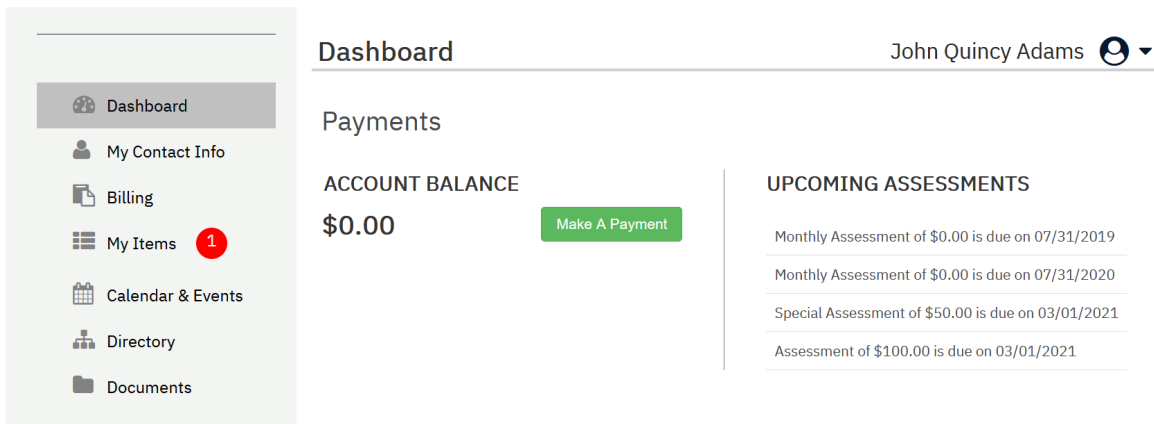 Dashboard
John Quincy Adams
Dashboard
My Contact Info
Billing
My Items 1
Calendar & Events
Directory
Documents
Payments
ACCOUNT BALANCE
$0.00
Make A Payment
UPCOMING ASSESSMENTS
Monthly Assessment of $0.00 is due on 07/31/2019
Monthly Assessment of $0.00 is due on 07/31/2020
Special Assessment of $50.00 is due on 03/01/2021
Assessment of $100.00 is due on 03/01/2021